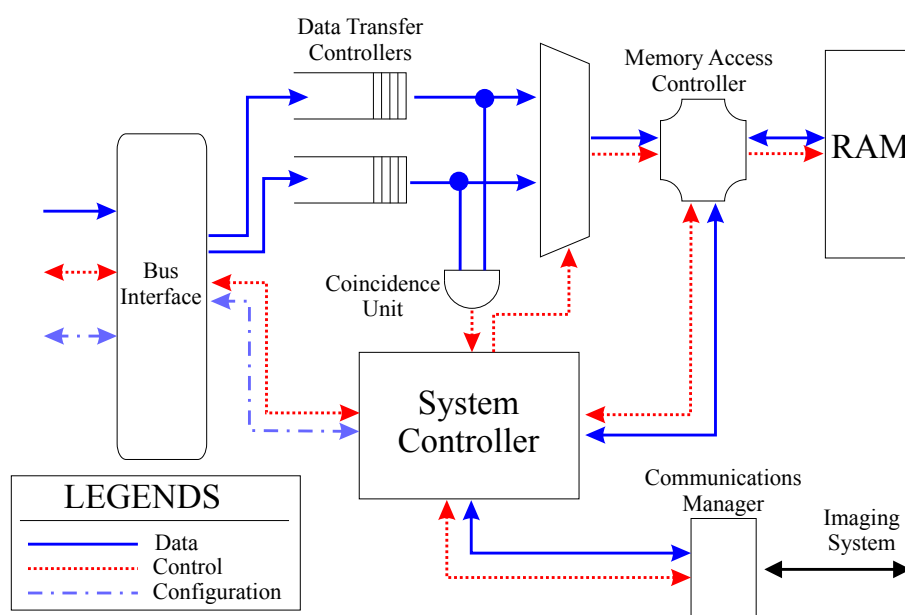 Data Transfer
Controllers
Memory Access
Controller
RAM
Bus
Interface
Coincidence
Unit
System
Controller
Communications
Manager
Imaging
System
LEGENDS
Data
Control
Configuration